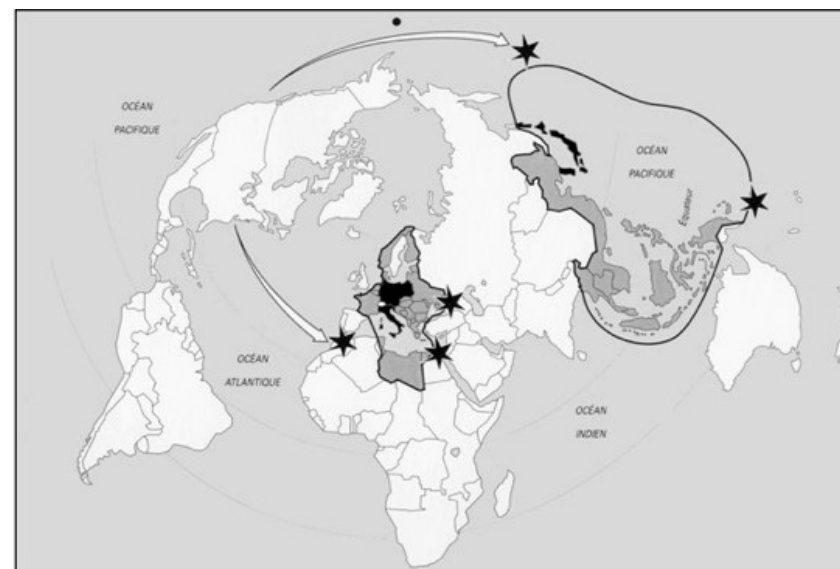 OCÉAN
PACIFIQUE
OCÉAN
PACIFIQUE
Équateur
OCÉAN
ATLANTIQUE
OCÉAN
INDIEN